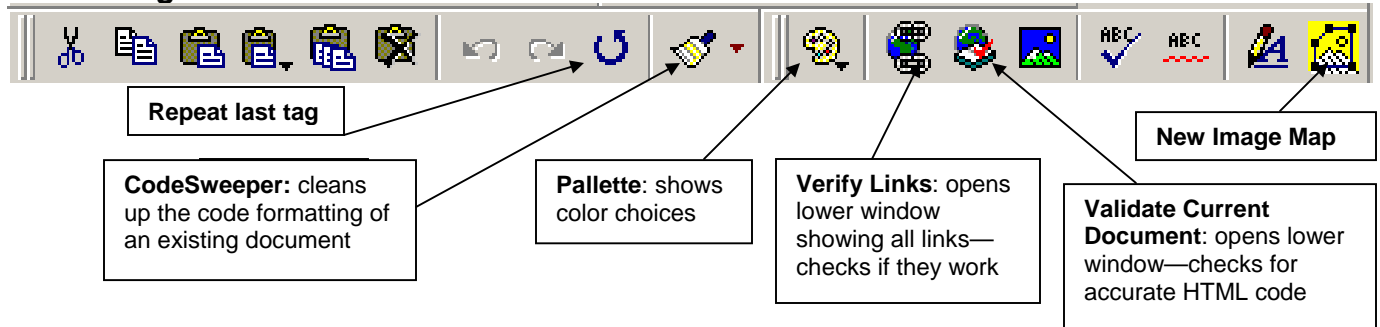 ABC
ABC
Repeat last tag
New Image Map
CodeSweeper: cleans
up the code formatting of
an existing document
Pallette: shows
color choices
Verify Links: opens
lower window
showing all links—
checks if they work
Validate Current
Document: opens lower
window—checks for
accurate HTML code